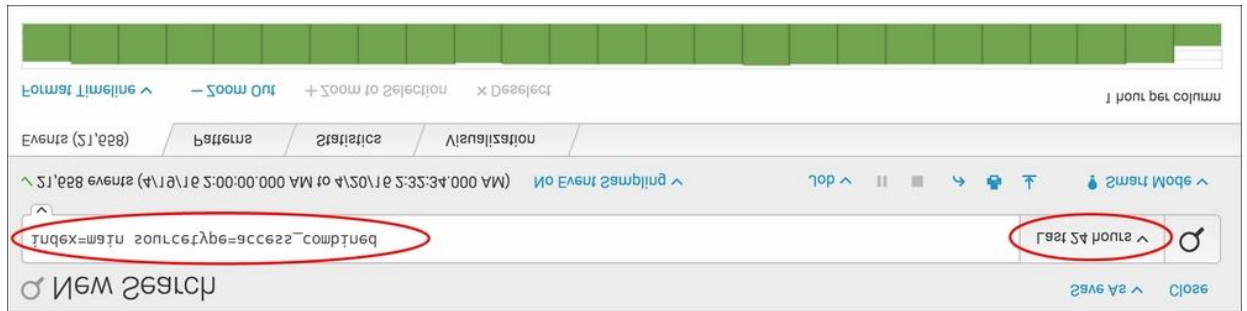 New Search
Save As Close
index=main sourcetype=access_combined
Last 24 hours
21,658 events (4/19/16 2:00:00.000 AM to 4/20/16 2:32:34.000 AM) No Event Sampling Job Smart Mode
Events (21,658) Patterns Statistics Visualization
Format Timeline — Zoom Out + Zoom to Selection × Deselect
1 hour per column